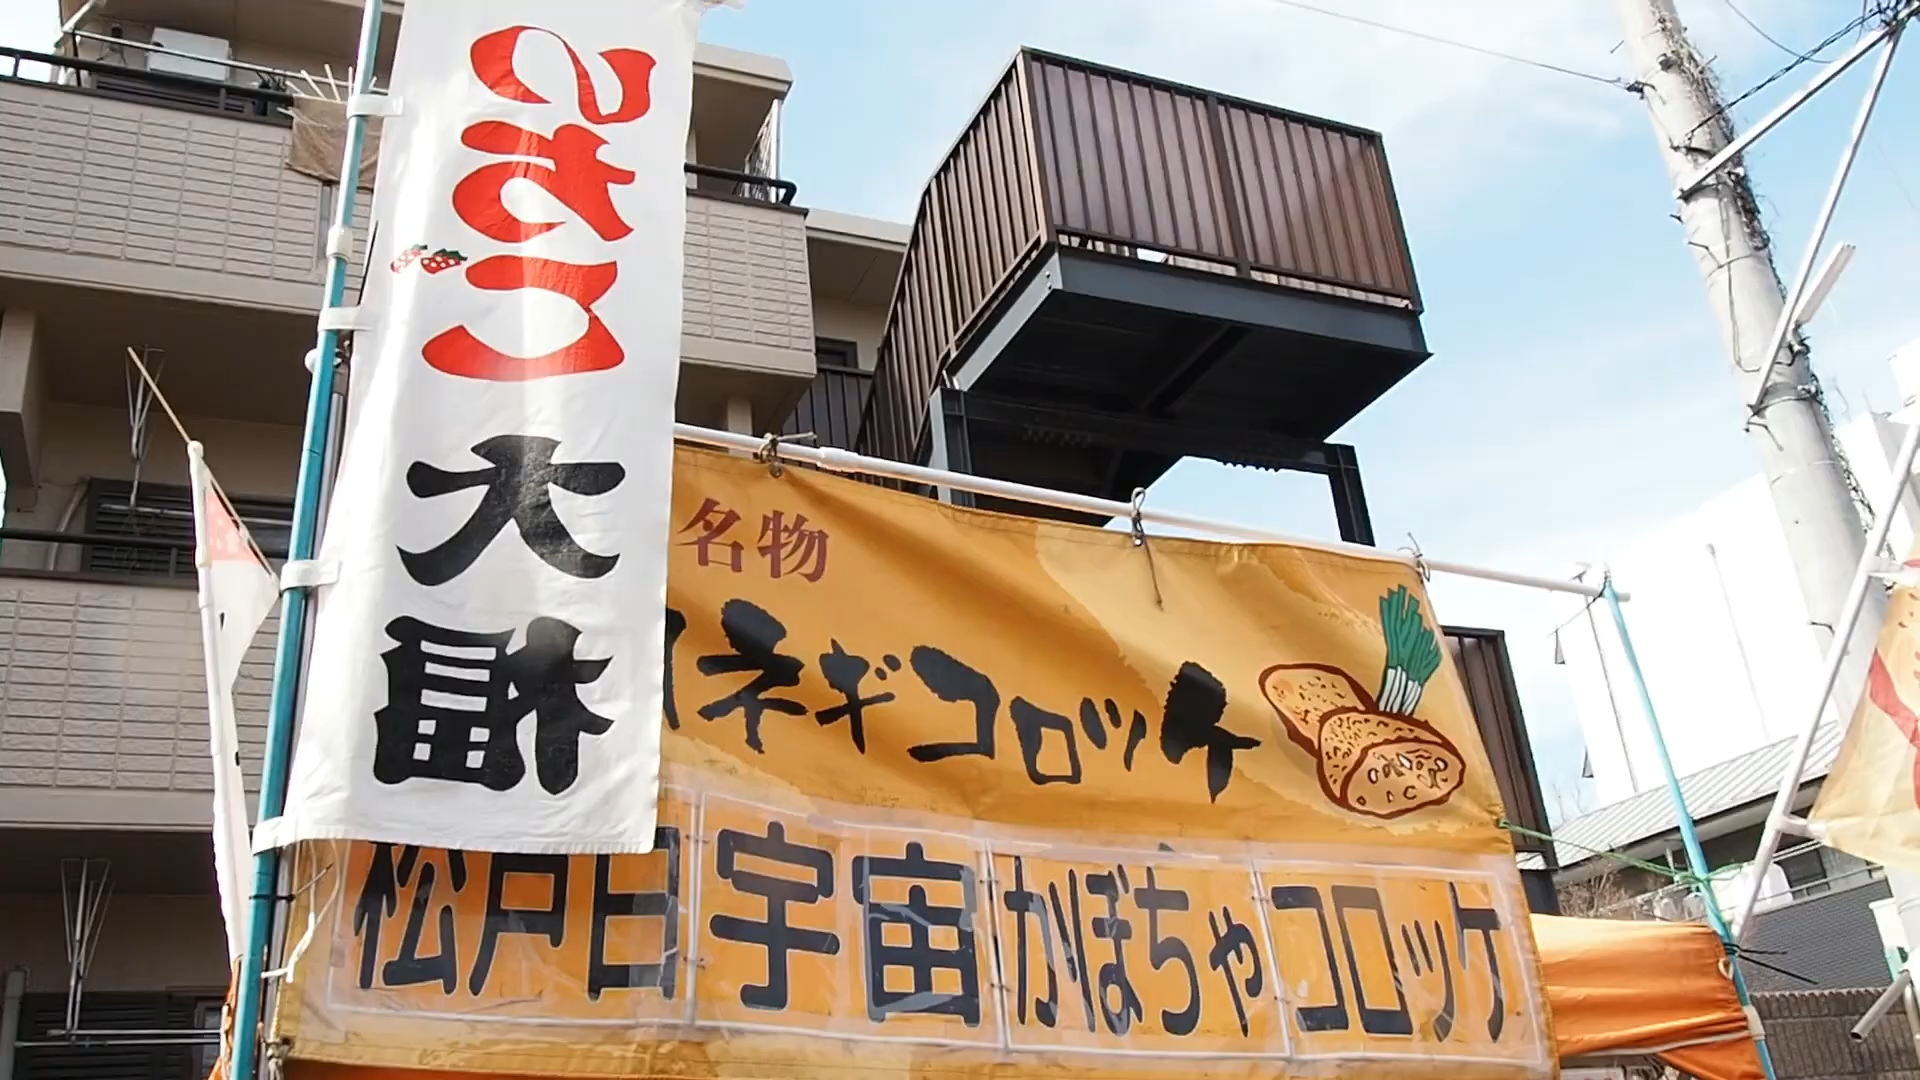 いちご大福
名物
ネギコロッケ
松戸白宇宙かぼちゃコロッケ